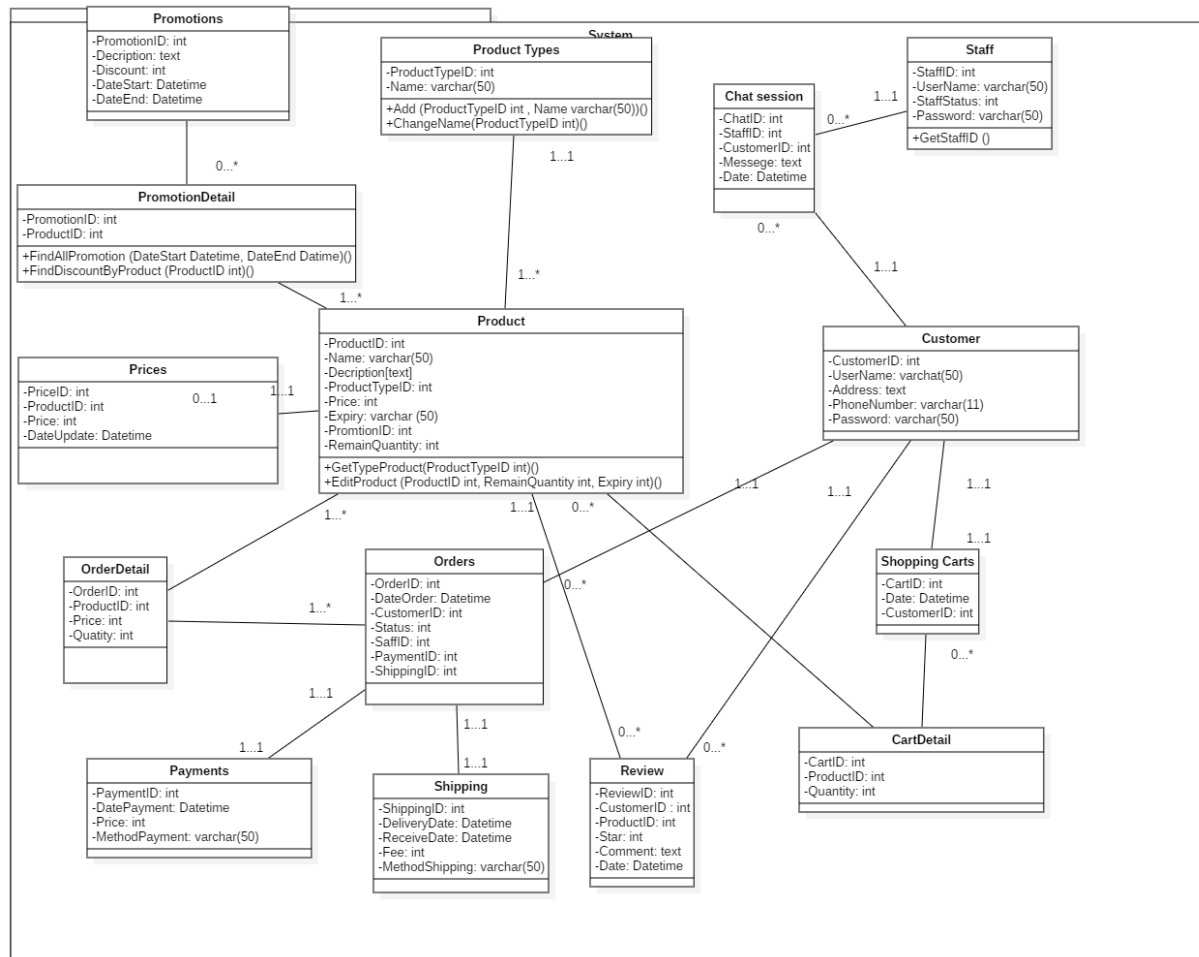 System
Promotions
-PromotionID: int
-Decription: text
-Discount: int
-DateStart: Datetime
-DateEnd: Datetime
Product Types
-ProductTypeID: int
-Name: varchar(50)
+Add (ProductTypeID int , Name varchar(50))()
+ChangeName(ProductTypeID int)()
Staff
-StaffID: int
-UserName: varchar(50)
-StaffStatus: int
-Password: varchar(50)
+GetStaffID ()
Chat session
-ChatID: int
-StaffID: int
-CustomerID: int
-Messege: text
-Date: Datetime
1...1
0...*
1...1
0...*
PromotionDetail
-PromotionID: int
-ProductID: int
+FindAllPromotion (DateStart Datetime, DateEnd Datime)()
+FindDiscountByProduct (ProductID int)()
0...*
1...1
1...*
1...*
Product
-ProductID: int
-Name: varchar(50)
-Decription[text]
-ProductTypeID: int
-Price: int
-Expiry: varchar (50)
-PromtionID: int
-RemainQuantity: int
+GetTypeProduct(ProductTypeID int)()
+EditProduct (ProductID int, RemainQuantity int, Expiry int)()
Customer
-CustomerID: int
-UserName: varchat(50)
-Address: text
-PhoneNumber: varchar(11)
-Password: varchar(50)
Prices
-PriceID: int
-ProductID: int
-Price: int
-DateUpdate: Datetime
0...1
1...1
1...*
1...1
0...*
1...1
1...1
1...1
OrderDetail
-OrderID: int
-ProductID: int
-Price: int
-Quatity: int
1...*
Orders
-OrderID: int
-DateOrder: Datetime
-CustomerID: int
-Status: int
-SaffID: int
-PaymentID: int
-ShippingID: int
0...*
1...1
Shopping Carts
-CartID: int
-Date: Datetime
-CustomerID: int
0...*
1...1
1...1
1...1
1...1
0...*
0...*
Payments
-PaymentID: int
-DatePayment: Datetime
-Price: int
-MethodPayment: varchar(50)
Shipping
-ShippingID: int
-DeliveryDate: Datetime
-ReceiveDate: Datetime
-Fee: int
-MethodShipping: varchar(50)
Review
-ReviewID: int
-CustomerID : int
-ProductID: int
-Star: int
-Comment: text
-Date: Datetime
CartDetail
-CartID: int
-ProductID: int
-Quantity: int